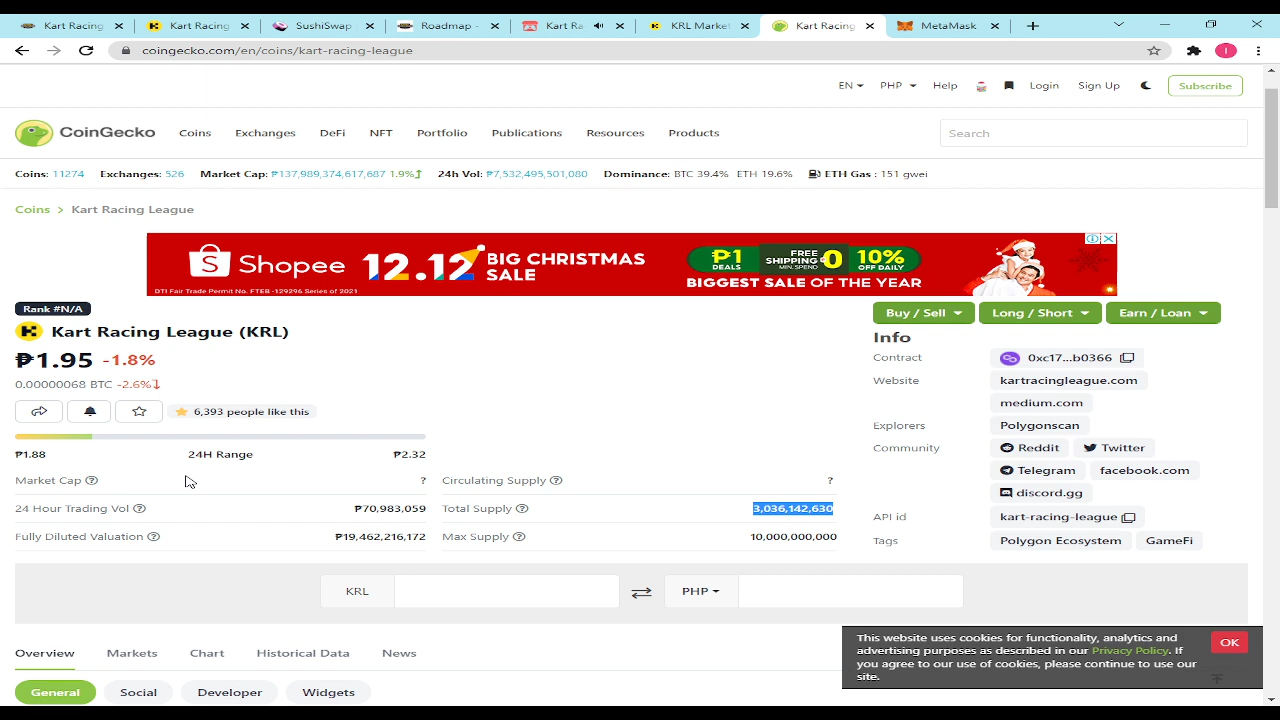 Kart Racing
Kart Racing
SushiSwap
Roadmap -
Kart Ra
KRL Market
Kart Racing
MetaMask
coingecko.com/en/coins/kart-racing-league
I
EN PHP Help Login Sign Up Subscribe
CoinGecko Coins Exchanges DeFi NFT Portfolio Publications Resources Products Search
Coins: 11274 Exchanges: 526 Market Cap: ₱137,989,374,617,687 1.9% 24h Vol: ₱7,532,495,501,080 Dominance: BTC 39.4% ETH 19.6% ETH Gas : 151 gwei
Coins > Kart Racing League
Shopee 12.12 BIG CHRISTMAS SALE
₱1 DEALS FREE SHIPPING MIN.SPEND ₱0 10% OFF DAILY
BIGGEST SALE OF THE YEAR
DTI Fair Trade Permit No. FTEB -129296 Series of 2021
Rank #N/A
Kart Racing League (KRL)
₱1.95 -1.8%
0.00000068 BTC -2.6%
6,393 people like this
₱1.88 24H Range ₱2.32
Market Cap ?
24 Hour Trading Vol ₱70,983,059
Fully Diluted Valuation ₱19,462,216,172
Circulating Supply ?
Total Supply 3,036,142,630
Max Supply 10,000,000,000
Buy / Sell Long / Short Earn / Loan
Info
Contract 0xc17...b0366
Website kartracingleague.com
medium.com
Explorers Polygonscan
Community Reddit Twitter
Telegram facebook.com
discord.gg
API id kart-racing-league
Tags Polygon Ecosystem GameFi
KRL PHP
Overview Markets Chart Historical Data News
General Social Developer Widgets
This website uses cookies for functionality, analytics and
advertising purposes as described in our Privacy Policy. If
you agree to our use of cookies, please continue to use our
site.
OK